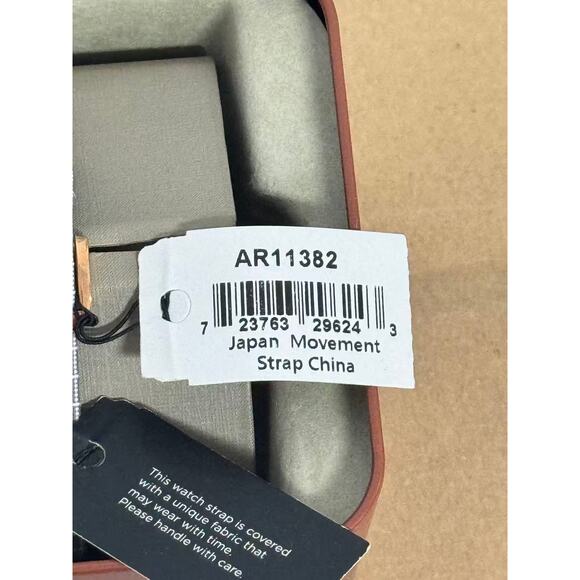 AR11382
7 23763 29624 3
Japan Movement
Strap China
This watch strap is covered
with a unique fabric that
may wear with time.
Please handle with care.